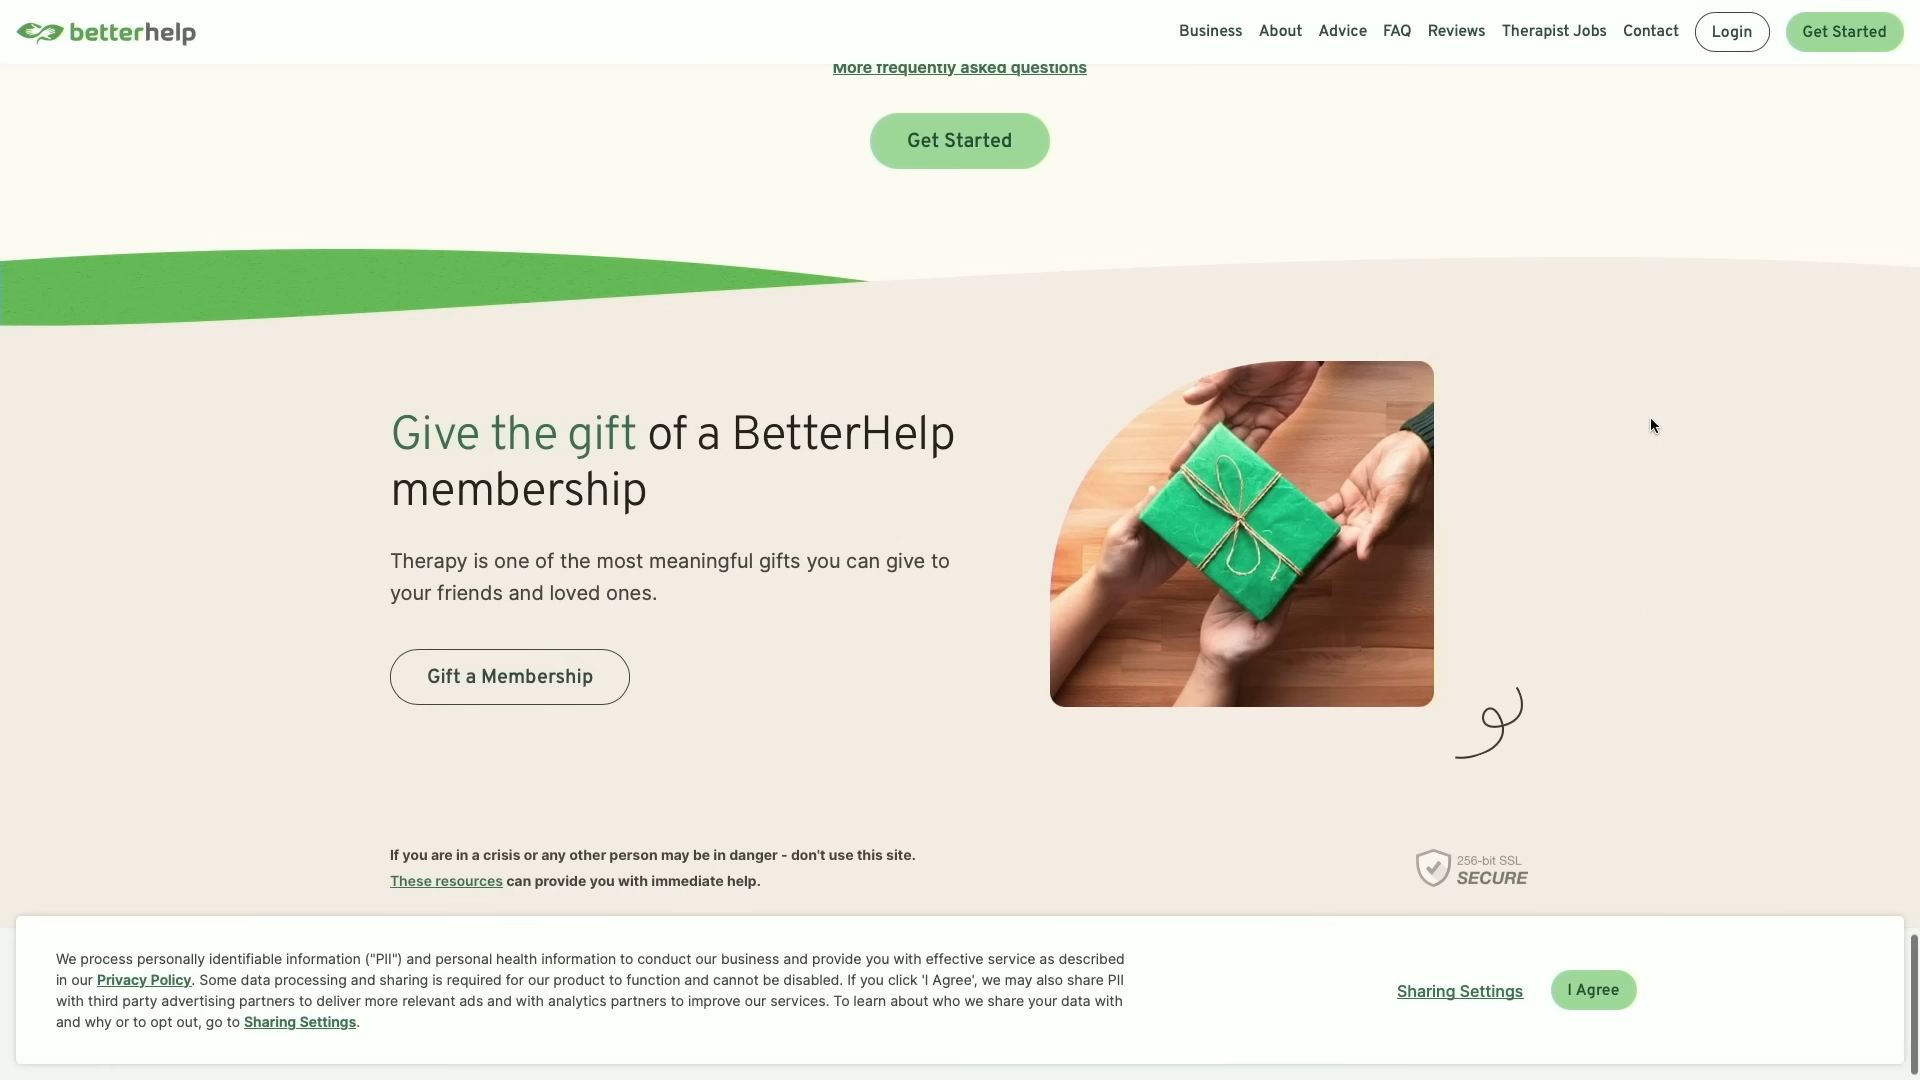 betterhelp
Business About Advice FAQ Reviews Therapist Jobs Contact Login Get Started
More frequently asked questions
Get Started
Give the gift of a BetterHelp
membership
Therapy is one of the most meaningful gifts you can give to
your friends and loved ones.
Gift a Membership
If you are in a crisis or any other person may be in danger - don't use this site.
These resources can provide you with immediate help.
256-bit SSL
SECURE
We process personally identifiable information ("PII") and personal health information to conduct our business and provide you with effective service as described
in our Privacy Policy. Some data processing and sharing is required for our product to function and cannot be disabled. If you click 'I Agree', we may also share PII
with third party advertising partners to deliver more relevant ads and with analytics partners to improve our services. To learn about who we share your data with
and why or to opt out, go to Sharing Settings.
Sharing Settings
I Agree